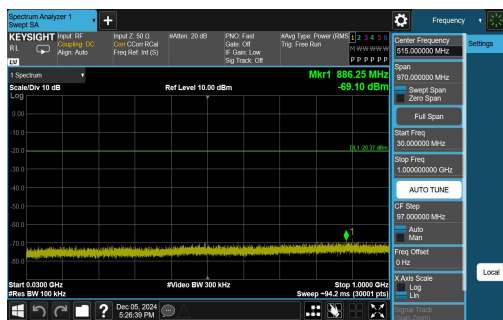 Spectrum Analyzer 1
Swept SA
Frequency
KEYSIGHT
Input: RF
Input Z: 50 Ω
#Atten: 20 dB
PNO: Fast
#Avg Type: Power (RMS
1 2 3 4 5 6
R L
Coupling: DC
Corr CCorr RCal
Gate: Off
Trig: Free Run
M W W W W W
Align: Auto
Freq Ref: Int (S)
IF Gain: Low
P P P P P P
Sig Track: Off
LV
1 Spectrum
Mkr1 886.25 MHz
Scale/Div 10 dB
Ref Level 10.00 dBm
-69.10 dBm
Log
0.00
-10.0
-20.0
DL1 -20.37 dBm
-30.0
-40.0
-50.0
-60.0
-70.0
-80.0
1
Start 0.0300 GHz
#Video BW 300 kHz
Stop 1.0000 GHz
#Res BW 100 kHz
Sweep ~94.2 ms (30001 pts)
Dec 05, 2024
5:26:39 PM
Center Frequency
515.000000 MHz
Settings
Span
970.000000 MHz
Swept Span
Zero Span
Full Span
Start Freq
30.000000 MHz
Stop Freq
1.000000000 GHz
AUTO TUNE
CF Step
97.000000 MHz
Auto
Man
Freq Offset
0 Hz
X Axis Scale
Log
Lin
Local
Signal Track
(Span Zoom)